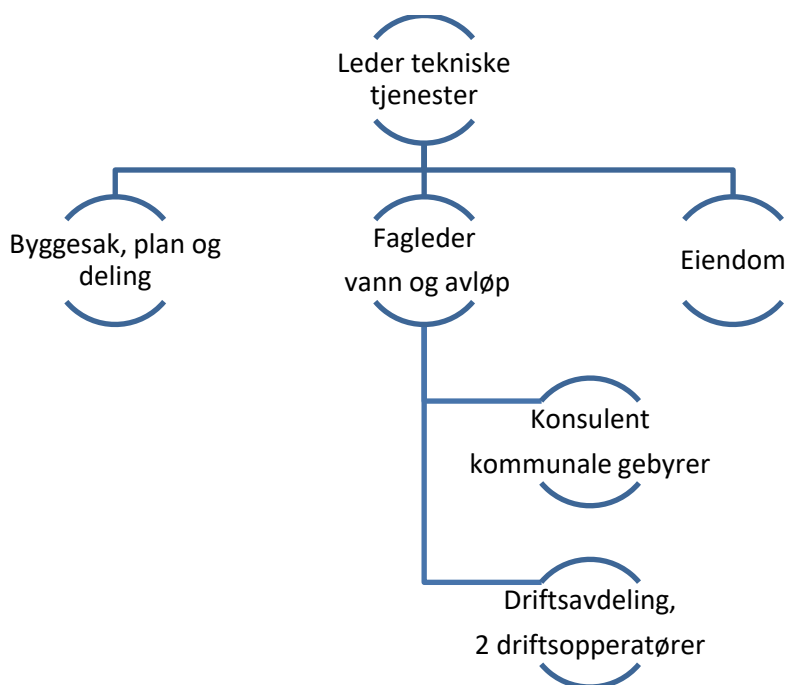 Leder tekniske
tjenester
Byggesak, plan og
deling
Fagleder
vann og avløp
Eiendom
Konsulent
kommunale gebyrer
Driftsavdeling,
2 driftsopperatører